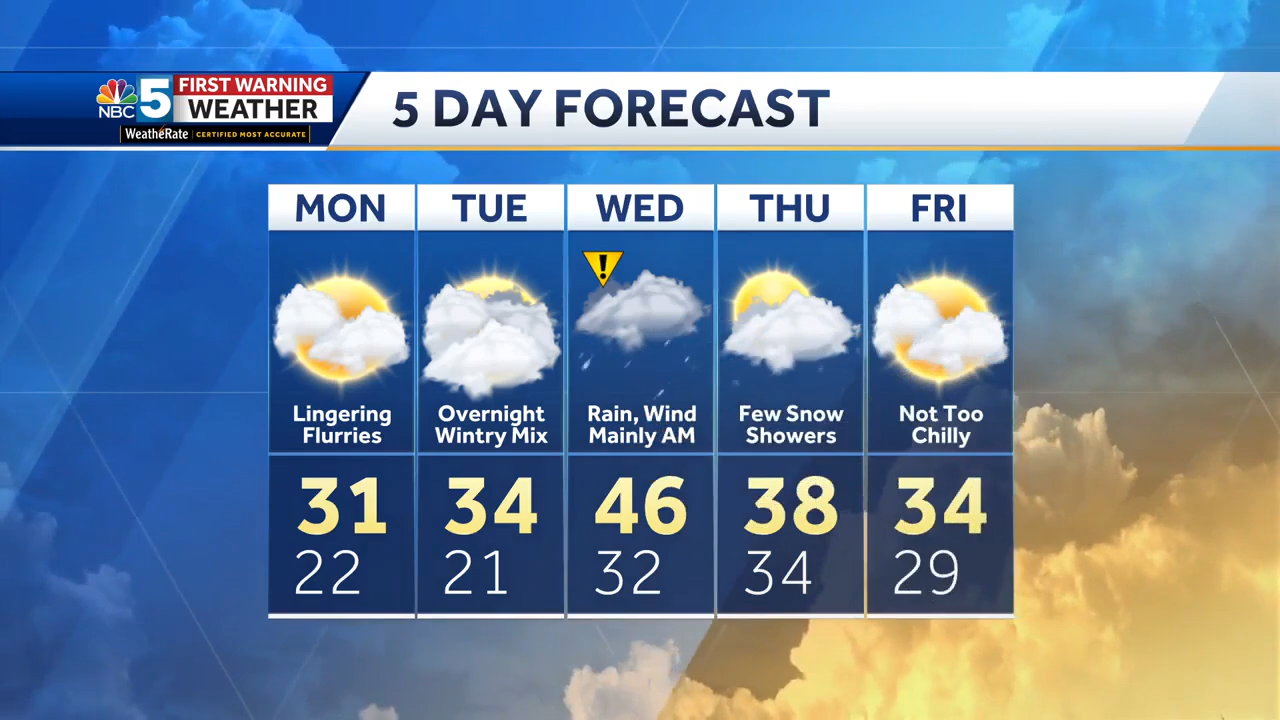 NBC 5 FIRST WARNING
WEATHER
WeatheRate CERTIFIED MOST ACCURATE
5 DAY FORECAST
MON TUE WED THU FRI
!
Lingering Overnight Rain, Wind Few Snow Not Too
Flurries Wintry Mix Mainly AM Showers Chilly
31 34 46 38 34
22 21 32 34 29